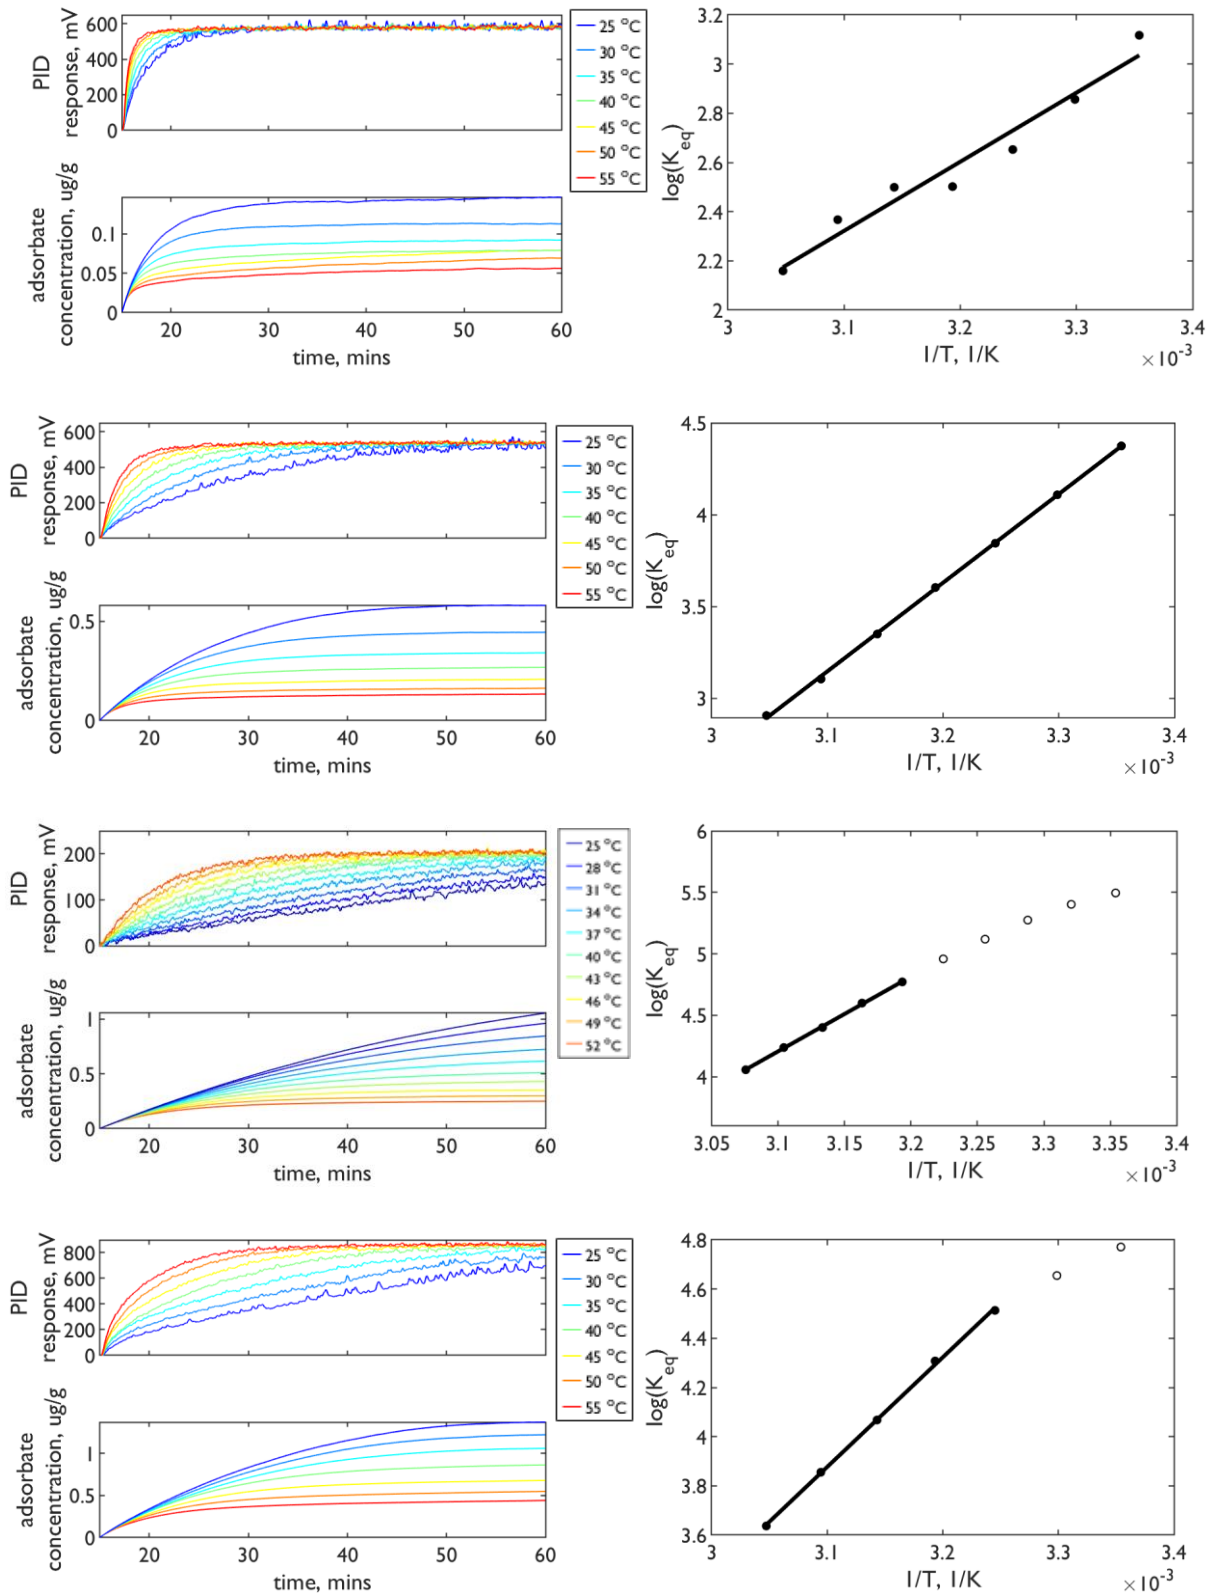 PID
response, mV
600
400
200
0
25 °C
30 °C
35 °C
40 °C
45 °C
50 °C
55 °C
adsorbate
concentration, ug/g
0.1
0.05
0
20 30 40 50 60
time, mins
log(Keq)
3.2
3
2.8
2.6
2.4
2.2
2
3 3.1 3.2 3.3 3.4
1/T, 1/K
×10-3
PID
response, mV
600
400
200
0
25 °C
30 °C
35 °C
40 °C
45 °C
50 °C
55 °C
adsorbate
concentration, ug/g
0.5
0
20 30 40 50 60
time, mins
log(Keq)
4.5
4
3.5
3
3 3.1 3.2 3.3 3.4
1/T, 1/K
×10-3
PID
response, mV
200
100
0
25 °C
28 °C
31 °C
34 °C
37 °C
40 °C
43 °C
46 °C
49 °C
52 °C
adsorbate
concentration, ug/g
1
0.5
0
20 30 40 50 60
time, mins
log(Keq)
6
5.5
5
4.5
4
3.05 3.1 3.15 3.2 3.25 3.3 3.35 3.4
1/T, 1/K
×10-3
PID
response, mV
800
600
400
200
0
25 °C
30 °C
35 °C
40 °C
45 °C
50 °C
55 °C
adsorbate
concentration, ug/g
1
0.5
0
20 30 40 50 60
time, mins
log(Keq)
4.8
4.6
4.4
4.2
4
3.8
3.6
3 3.1 3.2 3.3 3.4
1/T, 1/K
×10-3